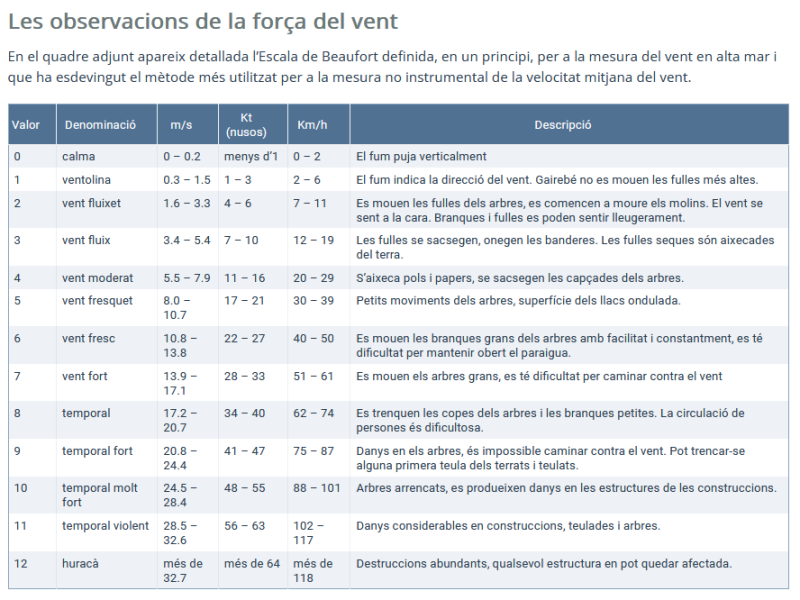 Les observacions de la força del vent
En el quadre adjunt apareix detallada l'Escala de Beaufort definida, en un principi, per a la mesura del vent en alta mar i
que ha esdevingut el mètode més utilitzat per a la mesura no instrumental de la velocitat mitjana del vent.
Valor Denominació m/s Kt (nusos) Km/h Descripció
0 calma 0 – 0.2 menys d'1 0 – 2 El fum puja verticalment
1 ventolina 0.3 – 1.5 1 – 3 2 – 6 El fum indica la direcció del vent. Gairebé no es mouen les fulles més altes.
2 vent fluixet 1.6 – 3.3 4 – 6 7 – 11 Es mouen les fulles dels arbres, es comencen a moure els molins. El vent se
sent a la cara. Branques i fulles es poden sentir lleugerament.
3 vent fluix 3.4 – 5.4 7 – 10 12 – 19 Les fulles se sacsegen, onegen les banderes. Les fulles seques són aixecades
del terra.
4 vent moderat 5.5 – 7.9 11 – 16 20 – 29 S'aixeca pols i papers, se sacsegen les capçades dels arbres.
5 vent fresquet 8.0 – 17 – 21 30 – 39 Petits moviments dels arbres, superfície dels llacs ondulada.
10.7
6 vent fresc 10.8 – 22 – 27 40 – 50 Es mouen les branques grans dels arbres amb facilitat i constantment, es té
13.8 dificultat per mantenir obert el paraigua.
7 vent fort 13.9 – 28 – 33 51 – 61 Es mouen els arbres grans, es té dificultat per caminar contra el vent
17.1
8 temporal 17.2 – 34 – 40 62 – 74 Es trenquen les copes dels arbres i les branques petites. La circulació de
20.7 persones és dificultosa.
9 temporal fort 20.8 – 41 – 47 75 – 87 Danys en els arbres, és impossible caminar contra el vent. Pot trencar-se
24.4 alguna primera teula dels terrats i teulats.
10 temporal molt 24.5 – 48 – 55 88 – 101 Arbres arrencats, es produeixen danys en les estructures de les construccions.
fort 28.4
11 temporal violent 28.5 – 56 – 63 102 – Danys considerables en construccions, teulades i arbres.
32.6 117
12 huracà més de més de 64 més de Destruccions abundants, qualsevol estructura en pot quedar afectada.
32.7 118